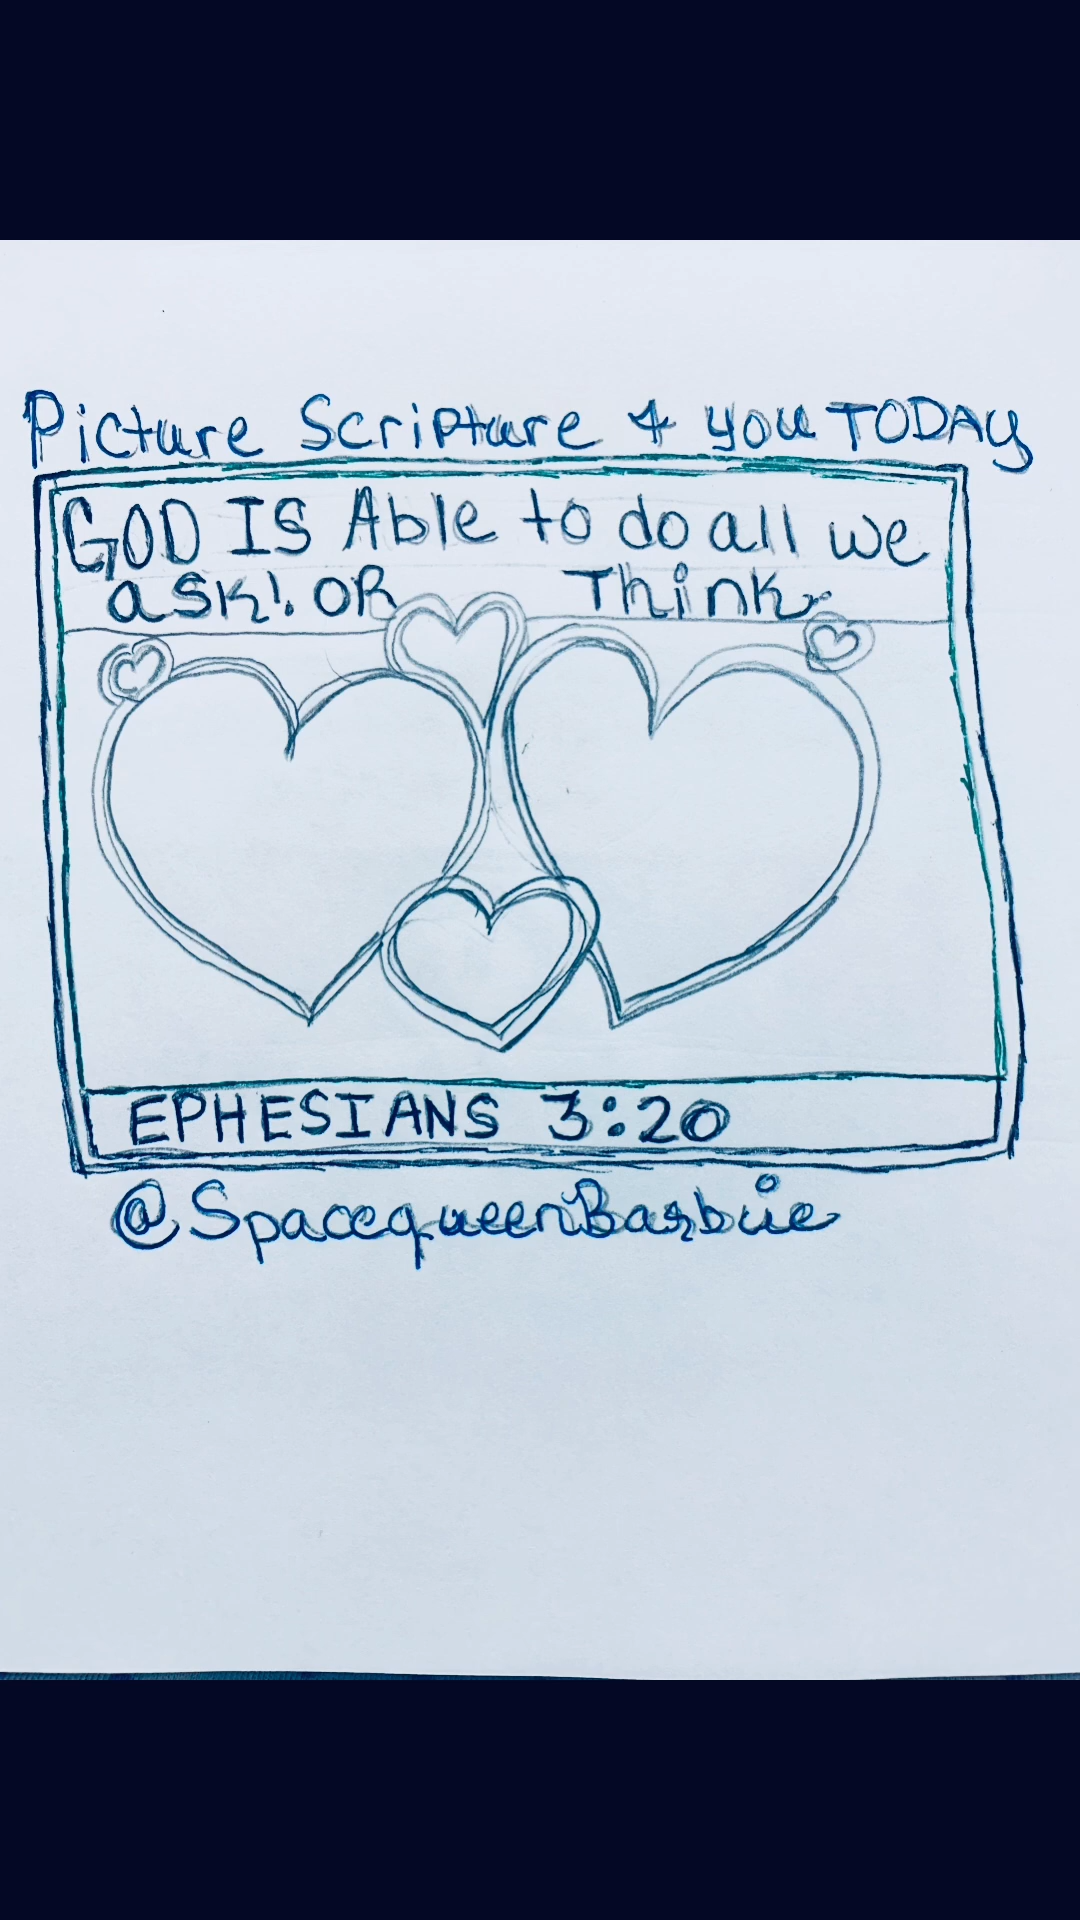 Picture Scripture 4 you TODAY
GOD IS Able to do all we
ask! OR Think
EPHESIANS 3:20
@SpacequeenBarbie